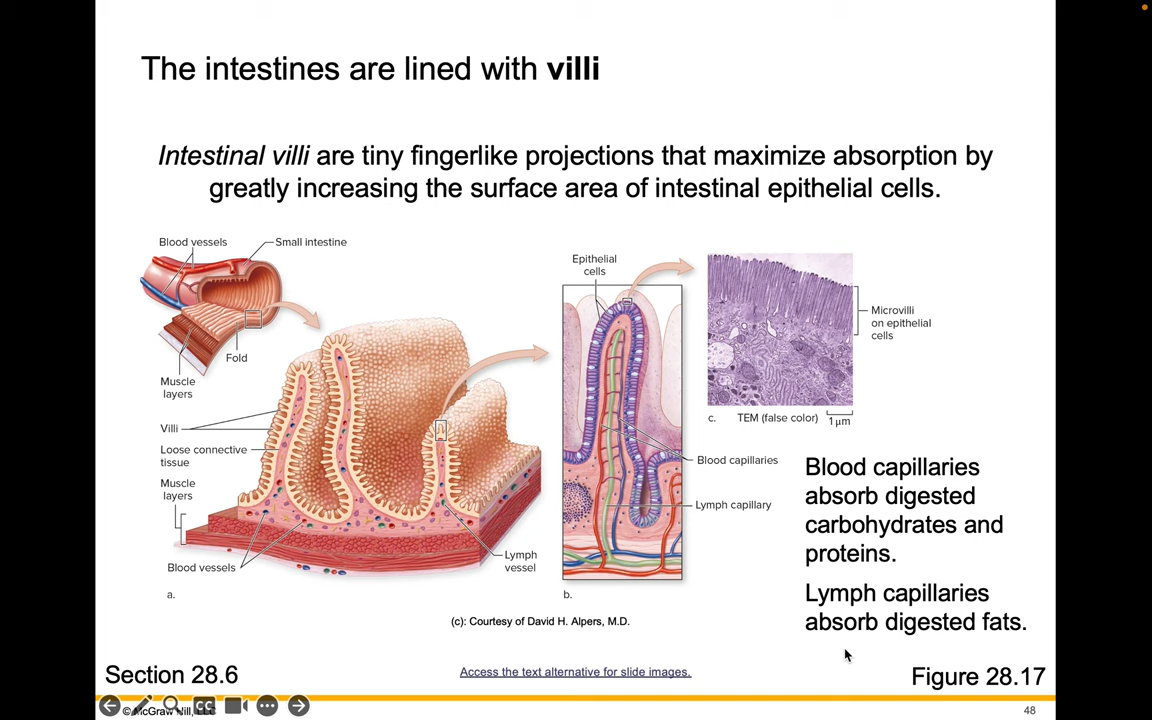 The intestines are lined with villi
Intestinal villi are tiny fingerlike projections that maximize absorption by
greatly increasing the surface area of intestinal epithelial cells.
Blood vessels
Small intestine
Fold
Muscle
layers
Villi
Loose connective
tissue
Muscle
layers
Blood vessels
Lymph
vessel
a.
Epithelial
cells
Blood capillaries
Lymph capillary
b.
Microvilli
on epithelial
cells
c. TEM (false color)
1 μm
Blood capillaries
absorb digested
carbohydrates and
proteins.
Lymph capillaries
absorb digested fats.
(c): Courtesy of David H. Alpers, M.D.
Section 28.6
Access the text alternative for slide images.
Figure 28.17
CC
© McGraw Hill, LLC
48